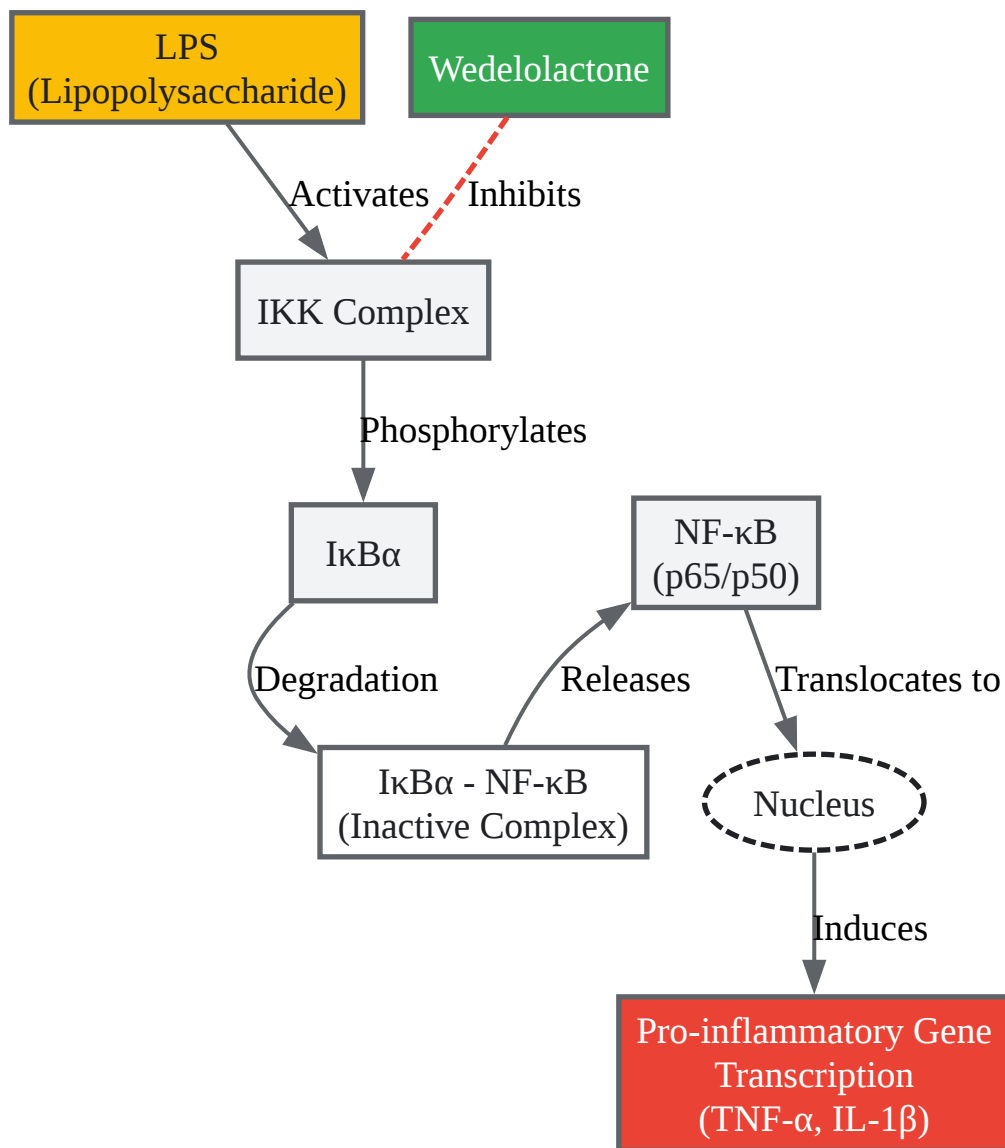 LPS
(Lipopolysaccharide)
Wedelolactone
Activates
Inhibits
IKK Complex
Phosphorylates
IκBα
NF-κB
(p65/p50)
Degradation
Releases
Translocates to
IκBα - NF-κB
(Inactive Complex)
Nucleus
Induces
Pro-inflammatory Gene
Transcription
(TNF-α, IL-1β)